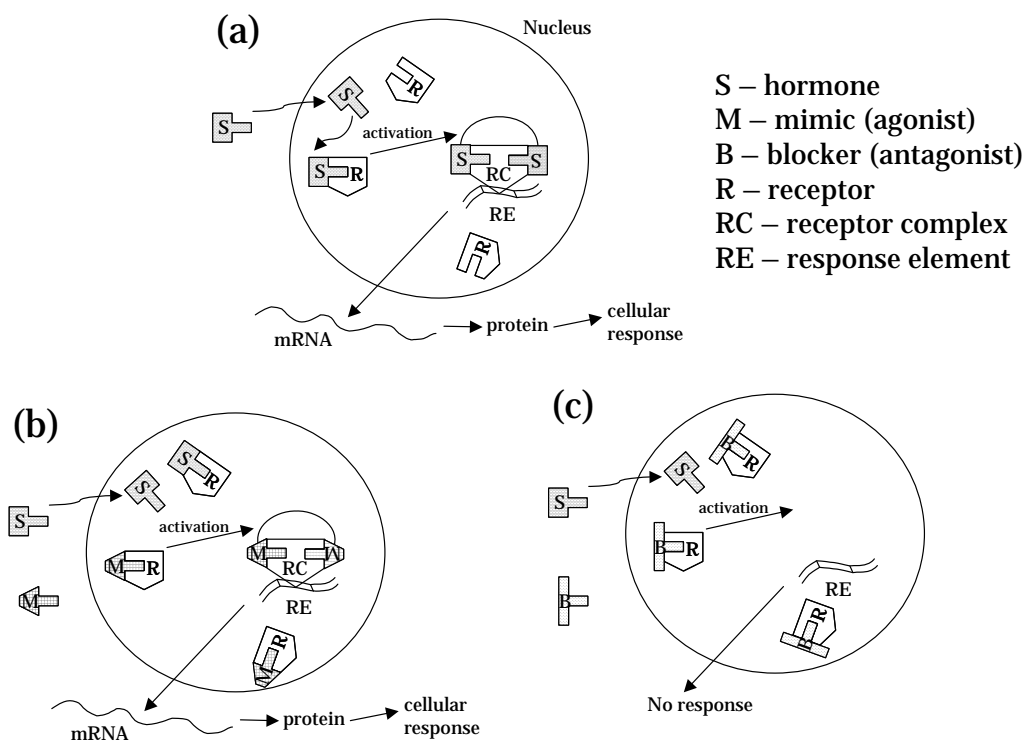 (a)
Nucleus
S
S
R
activation
S R
S S
RC
RE
R
mRNA
protein
cellular
response
S – hormone
M – mimic (agonist)
B – blocker (antagonist)
R – receptor
RC – receptor complex
RE – response element
(b)
S
S R
S
activation
M R
M M
RC
M
RE
R
M
mRNA
protein
cellular
response
(c)
B R
S
S
activation
B R
B
RE
R
B
No response